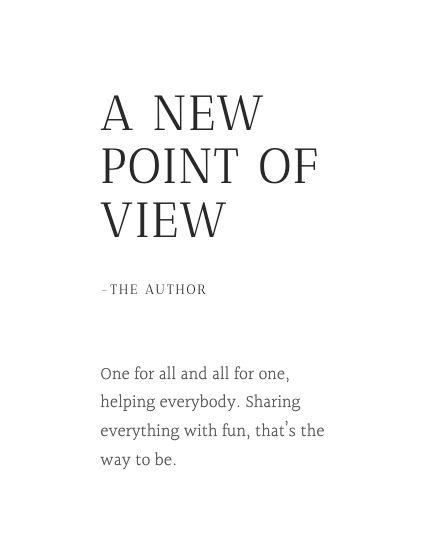 A NEW
POINT OF
VIEW
-THE AUTHOR
One for all and all for one,
helping everybody. Sharing
everything with fun, that's the
way to be.